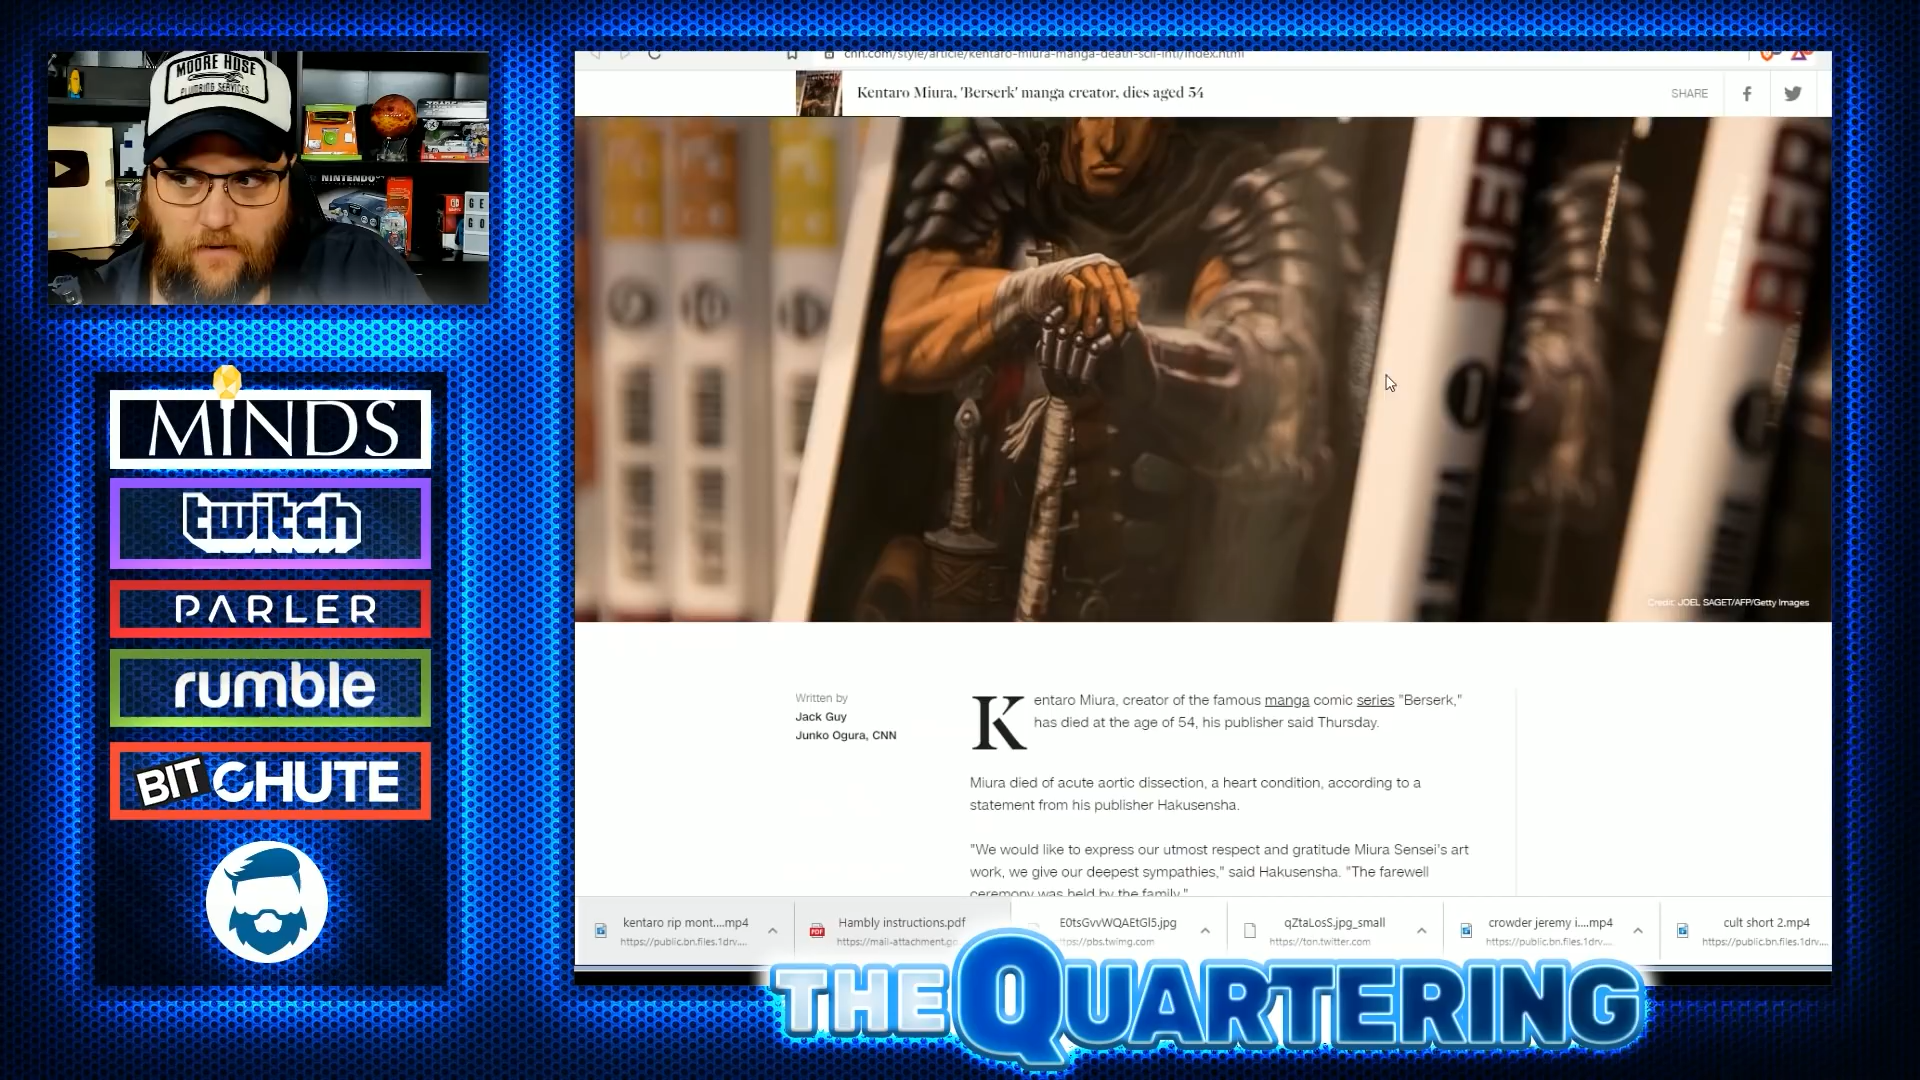 MOORE HOSE
PLUMBING SERVICES
NINTENDO
MINDS
twitch
PARLER
rumble
BITCHUTE
cnn.com/style/article/kentaro-miura-manga-death-scli-intl/index.html
Kentaro Miura, 'Berserk' manga creator, dies aged 54
SHARE
Credit: JOEL SAGET/AFP/Getty Images
Written by
Jack Guy
Junko Ogura, CNN
Kentaro Miura, creator of the famous manga comic series "Berserk,"
has died at the age of 54, his publisher said Thursday.
Miura died of acute aortic dissection, a heart condition, according to a
statement from his publisher Hakusensha.
"We would like to express our utmost respect and gratitude Miura Sensei's art
work, we give our deepest sympathies," said Hakusensha. "The farewell
ceremony was held by the family."
kentaro rip mont....mp4
https://public.bn.files.1drv....
Hambly instructions.pdf
https://mail-attachment.go
E0tsGvvWQAEtGl5.jpg
https://pbs.twimg.com
qZtaLosS.jpg_small
https://ton.twitter.com
crowder jeremy i....mp4
https://public.bn.files.1drv....
cult short 2.mp4
https://public.bn.files.1drv....
THE QUARTERING